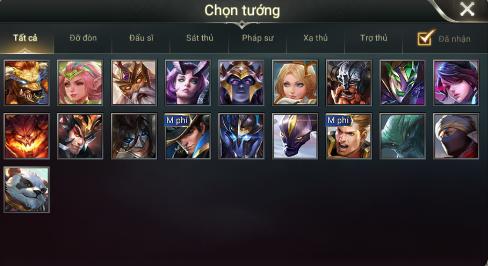 Chọn tướng
Tất cả Đỡ đòn Đấu sĩ Sát thủ Pháp sư Xạ thủ Trợ thủ Đã nhận
M phí M phí